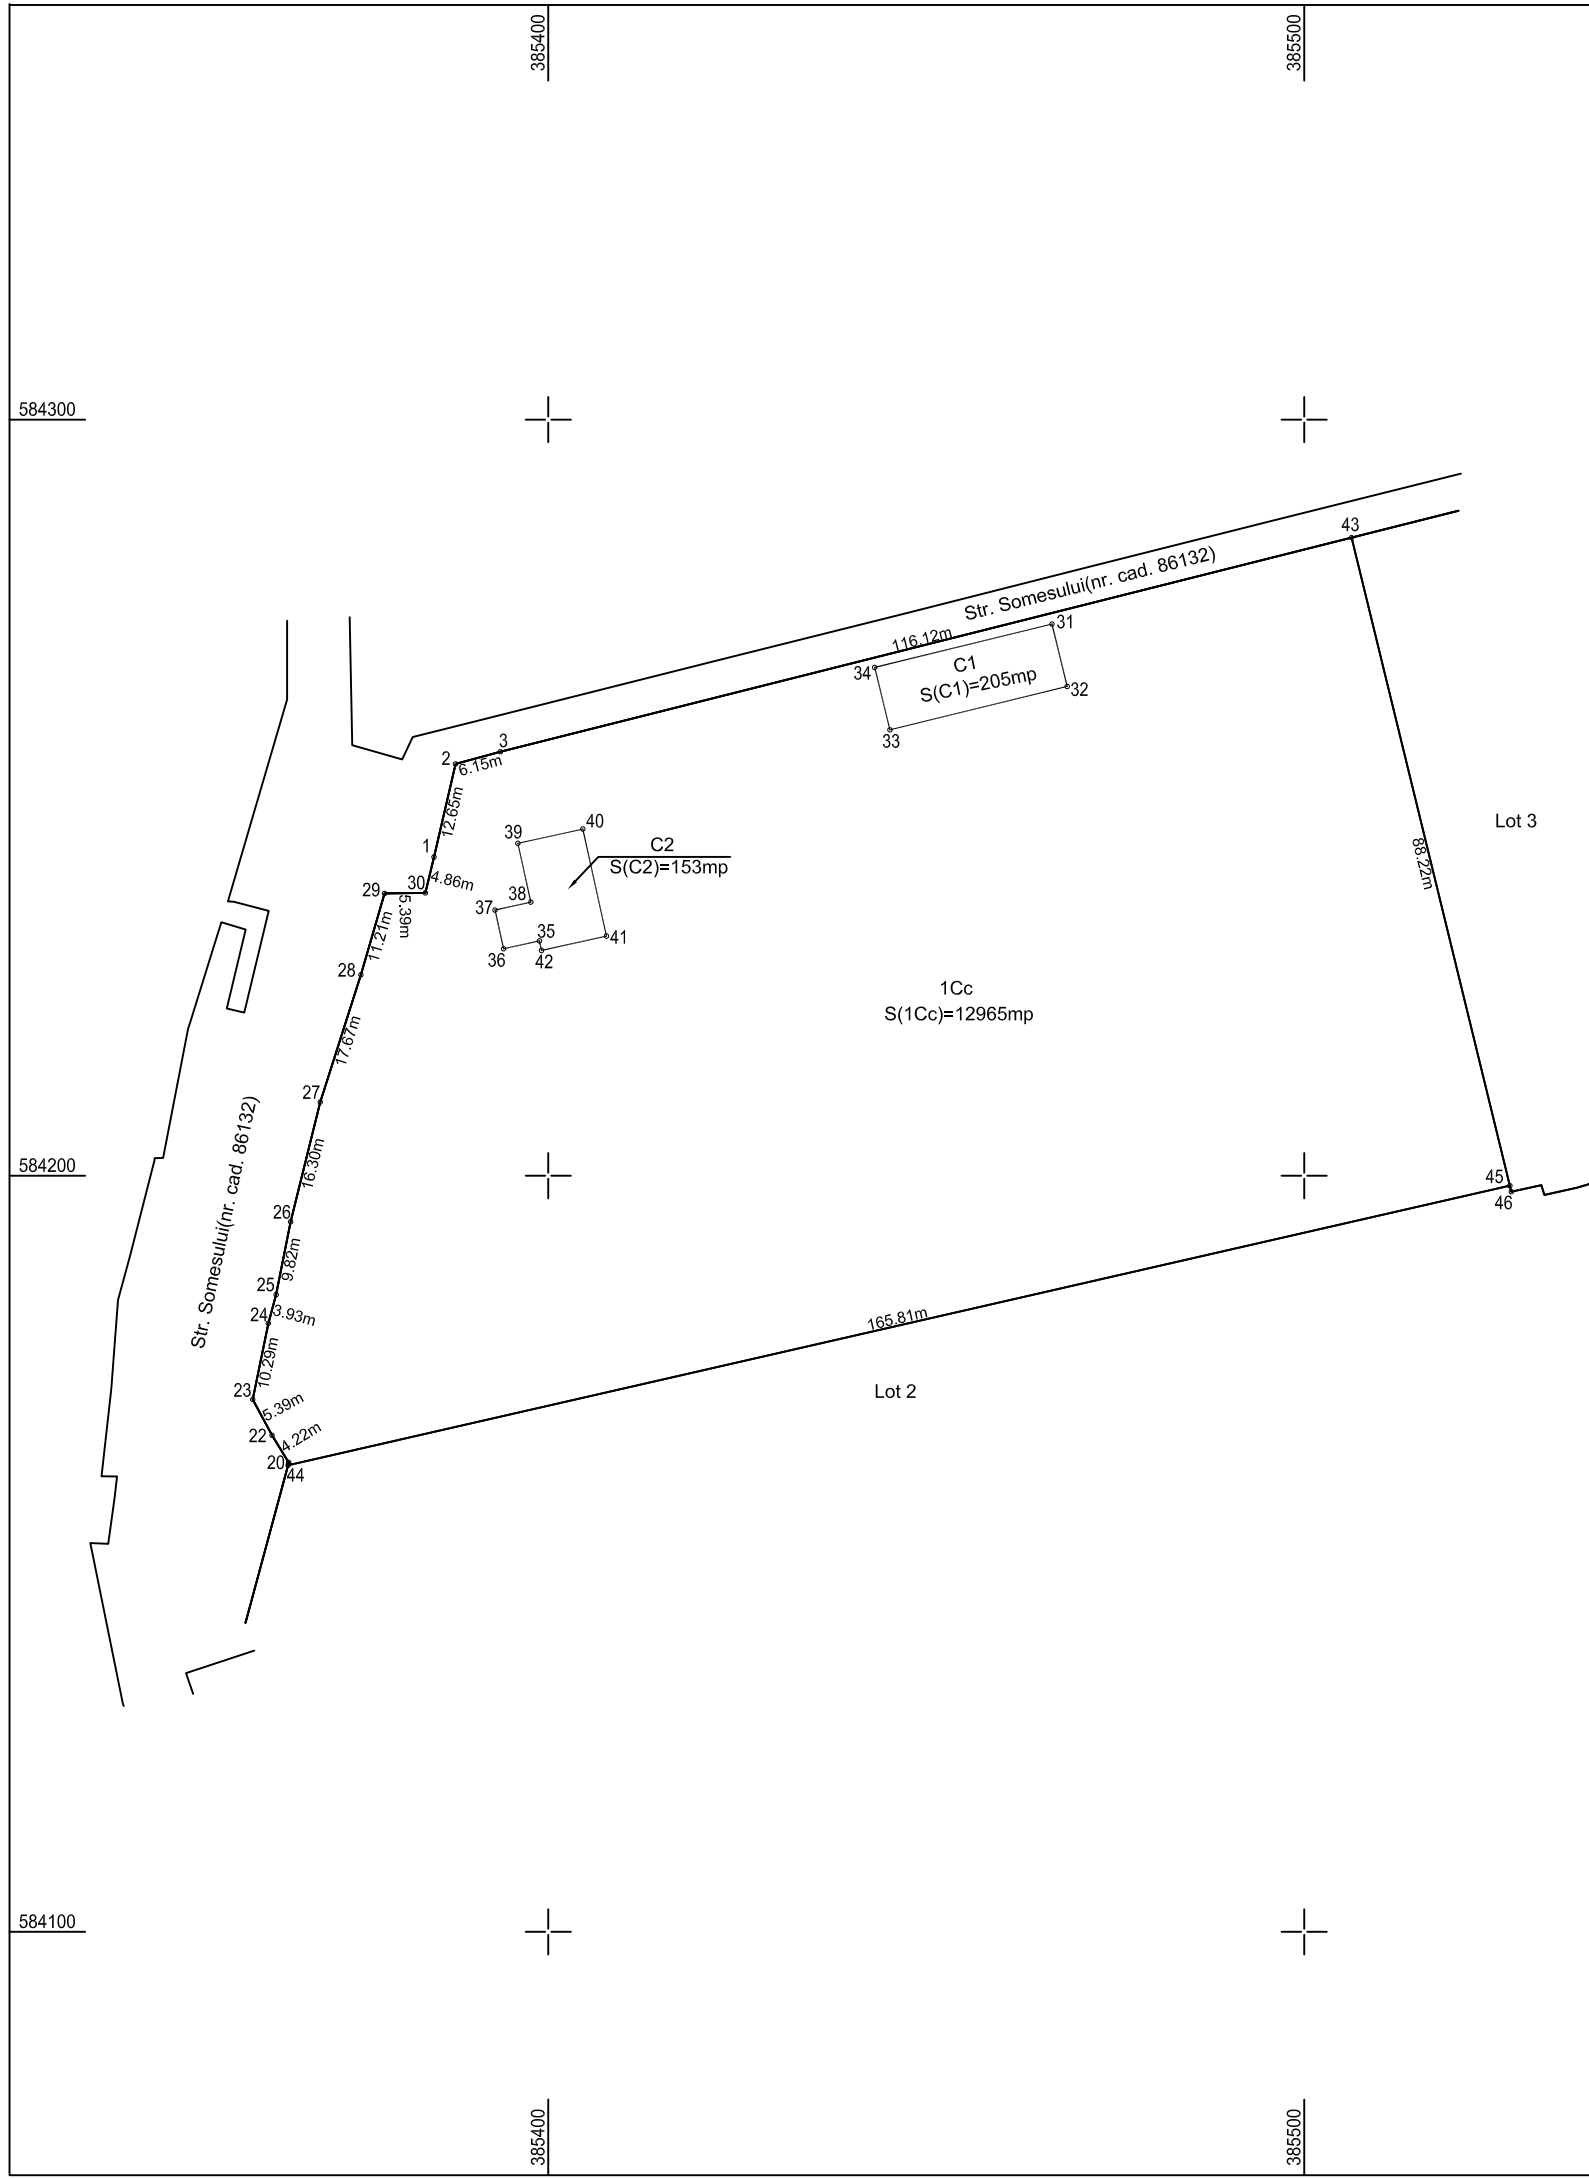 385400
385500
584300
43
Str. Somesului(nr. cad. 86132)
116.12m
31
C1
34
S(C1)=205mp
32
33
3
2
6.15m
12.65m
40
39
Lot 3
1
C2
S(C2)=153mp
88.22m
30
4.86m
29
5.39m
38
37
11.21m
35
41
36
42
28
1Cc
S(1Cc)=12965mp
17.67m
27
Str. Somesului(nr. cad. 86132)
16.30m
584200
45
46
26
9.82m
25
24
3.93m
165.81m
10.29m
23
Lot 2
5.39m
22
4.22m
20
44
584100
385400
385500